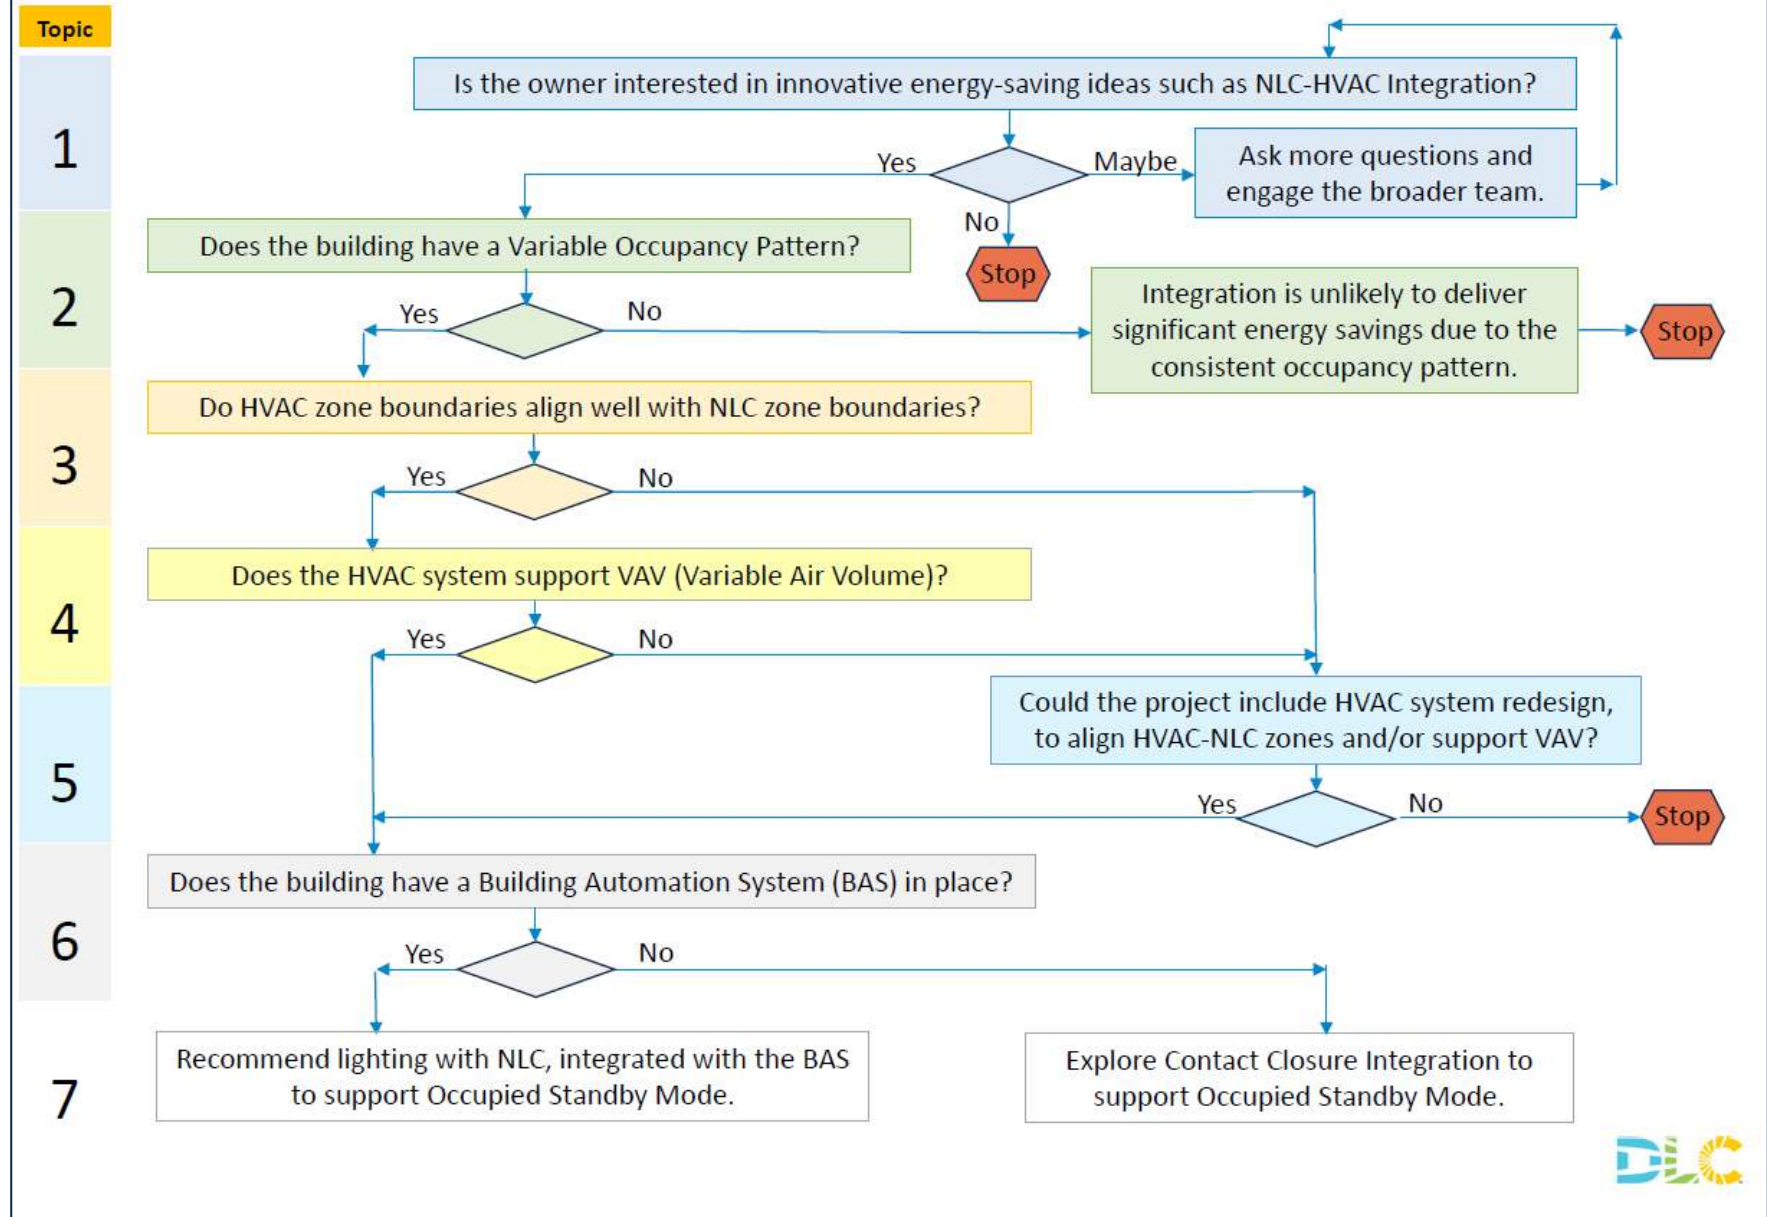 Topic
1
Is the owner interested in innovative energy-saving ideas such as NLC-HVAC Integration?
Yes
Maybe
Ask more questions and
engage the broader team.
No
Stop
2
Does the building have a Variable Occupancy Pattern?
Yes
No
Integration is unlikely to deliver
significant energy savings due to the
consistent occupancy pattern.
Stop
3
Do HVAC zone boundaries align well with NLC zone boundaries?
Yes
No
4
Does the HVAC system support VAV (Variable Air Volume)?
Yes
No
5
Could the project include HVAC system redesign,
to align HVAC-NLC zones and/or support VAV?
Yes
No
Stop
6
Does the building have a Building Automation System (BAS) in place?
Yes
No
7
Recommend lighting with NLC, integrated with the BAS
to support Occupied Standby Mode.
Explore Contact Closure Integration to
support Occupied Standby Mode.
DLC